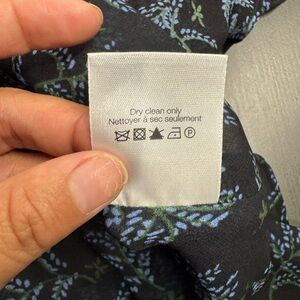 Dry clean only
Nettoyer à sec seulement
P